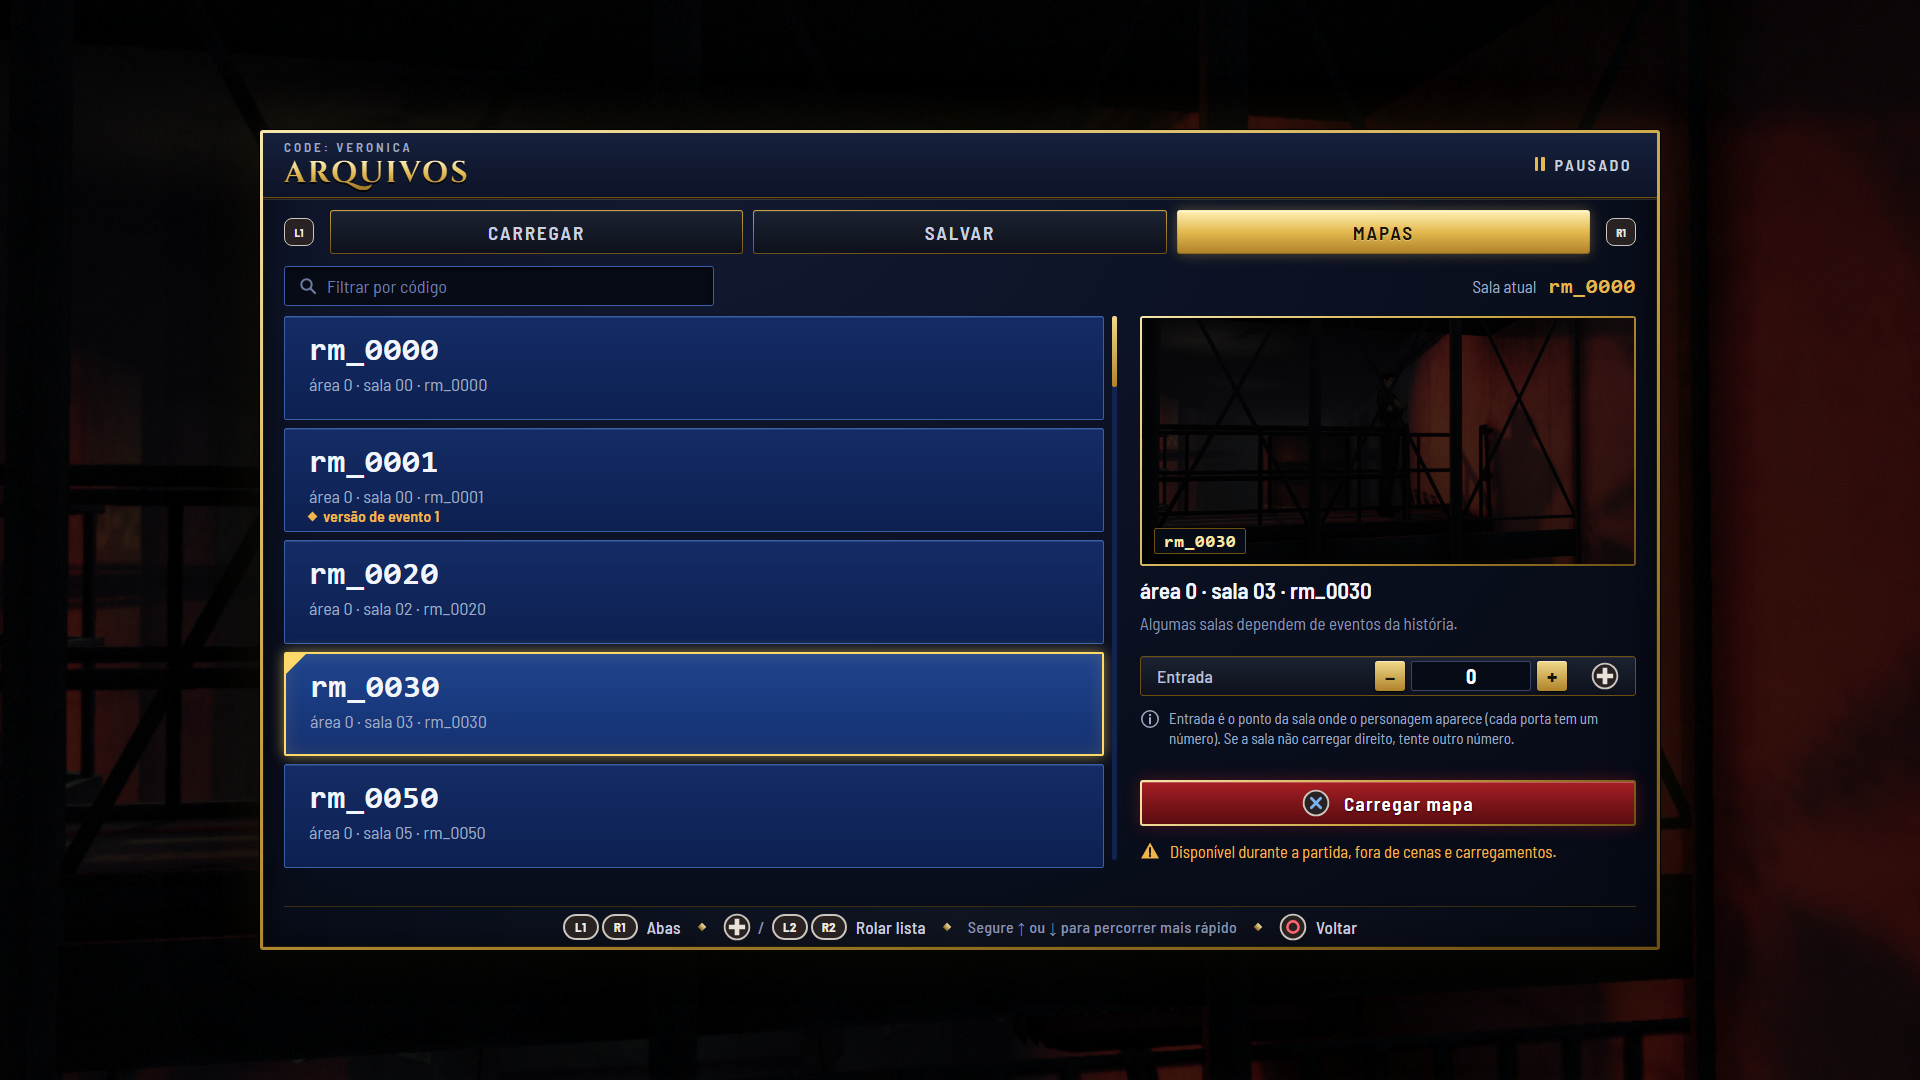 CODE: VERONICA
ARQUIVOS
PAUSADO
L1
CARREGAR
SALVAR
MAPAS
R1
Filtrar por código
Sala atual rm_0000
rm_0000
área 0 · sala 00 · rm_0000
rm_0001
área 0 · sala 00 · rm_0001
versão de evento 1
rm_0020
área 0 · sala 02 · rm_0020
rm_0030
área 0 · sala 03 · rm_0030
rm_0050
área 0 · sala 05 · rm_0050
rm_0030
área 0 · sala 03 · rm_0030
Algumas salas dependem de eventos da história.
Entrada – 0 +
Entrada é o ponto da sala onde o personagem aparece (cada porta tem um
número). Se a sala não carregar direito, tente outro número.
Carregar mapa
Disponível durante a partida, fora de cenas e carregamentos.
L1 R1 Abas / L2 R2 Rolar lista Segure ↑ ou ↓ para percorrer mais rápido Voltar